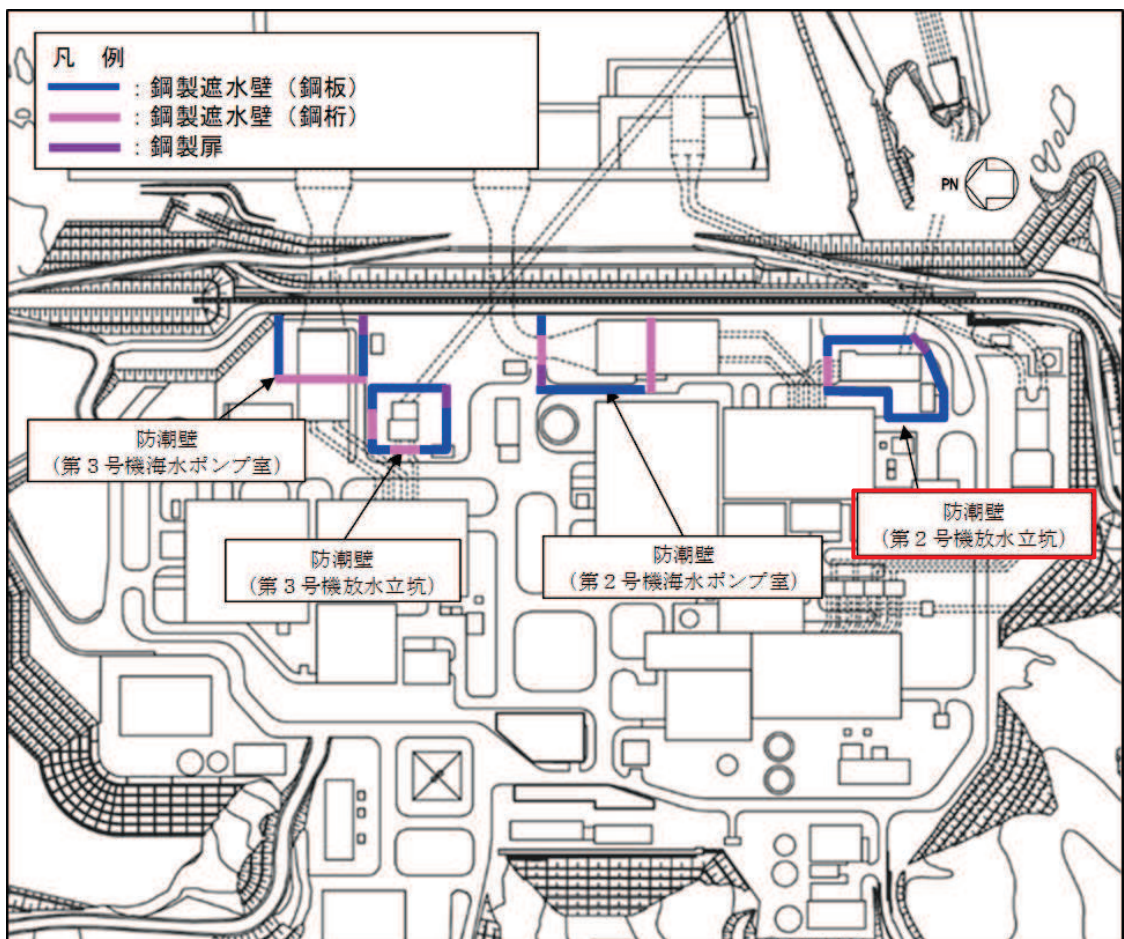 凡　例
：鋼製遮水壁（鋼板）
：鋼製遮水壁（鋼桁）
：鋼製扉
PN
防潮壁
（第３号機海水ポンプ室）
防潮壁
（第３号機放水立坑）
防潮壁
（第２号機海水ポンプ室）
防潮壁
（第２号機放水立坑）